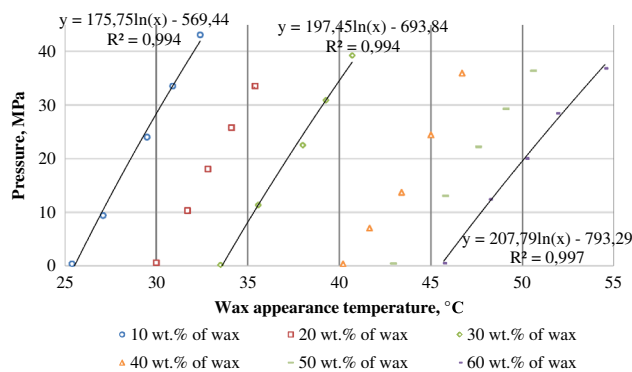 y = 175,75ln(x) - 569,44
R² = 0,994
y = 197,45ln(x) - 693,84
R² = 0,994
40
30
20
10
0
Pressure, MPa
y = 207,79ln(x) - 793,29
R² = 0,997
25 30 35 40 45 50 55
Wax appearance temperature, °C
10 wt.% of wax 20 wt.% of wax 30 wt.% of wax
40 wt.% of wax 50 wt.% of wax 60 wt.% of wax